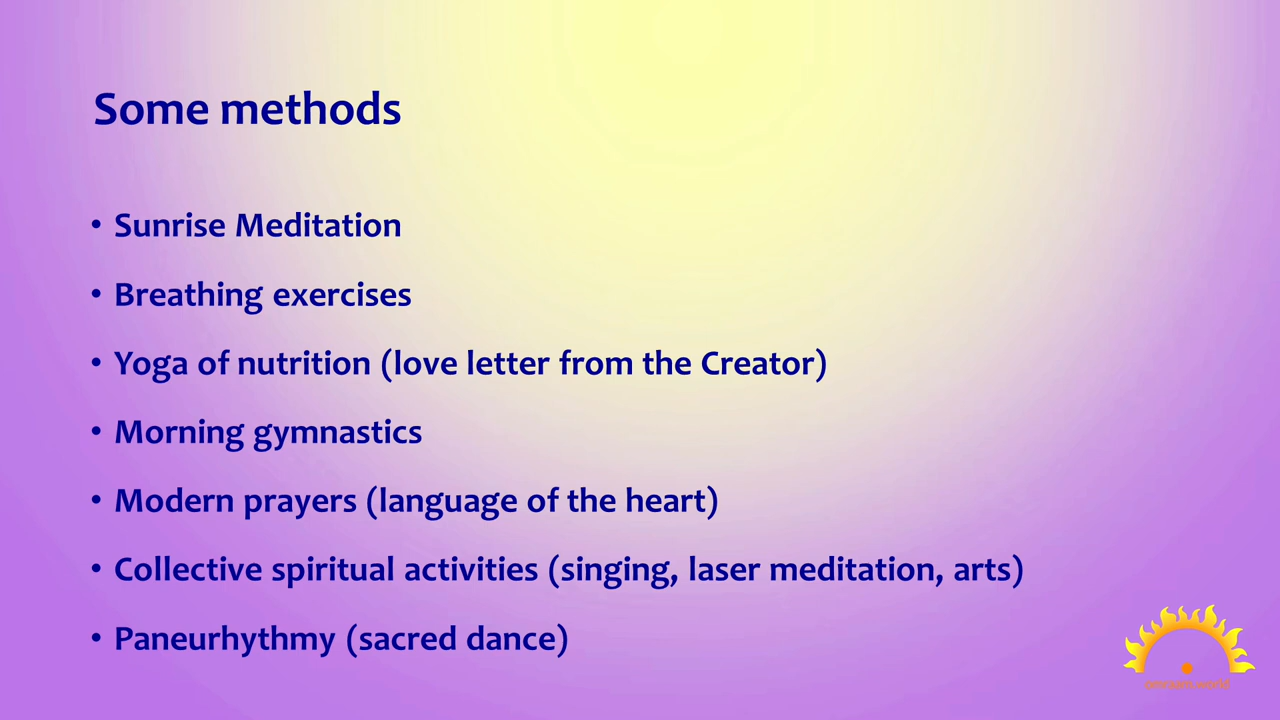 Some methods
• Sunrise Meditation
• Breathing exercises
• Yoga of nutrition (love letter from the Creator)
• Morning gymnastics
• Modern prayers (language of the heart)
• Collective spiritual activities (singing, laser meditation, arts)
• Paneurhythmy (sacred dance)